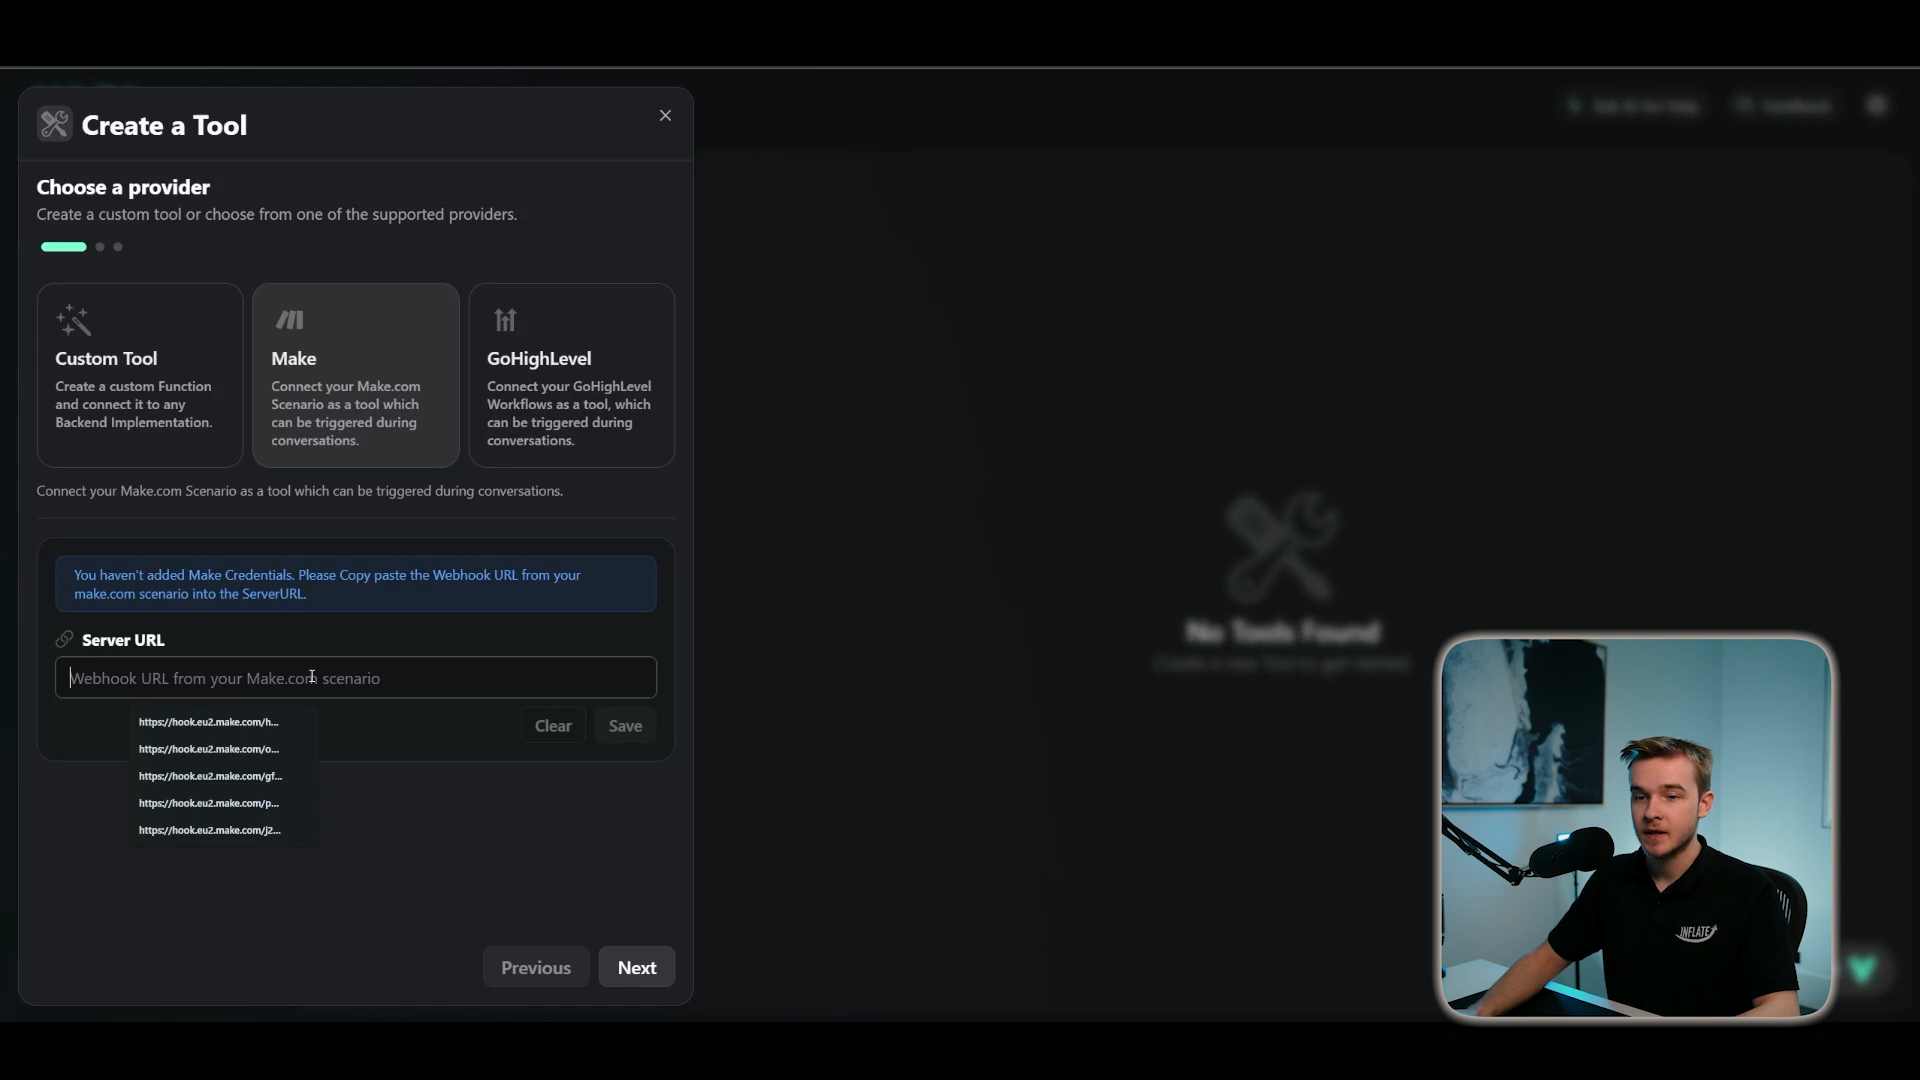 Create a Tool
Choose a provider
Create a custom tool or choose from one of the supported providers.
Custom Tool
Create a custom Function
and connect it to any
Backend Implementation.
Make
Connect your Make.com
Scenario as a tool which
can be triggered during
conversations.
GoHighLevel
Connect your GoHighLevel
Workflows as a tool, which
can be triggered during
conversations.
Connect your Make.com Scenario as a tool which can be triggered during conversations.
You haven't added Make Credentials. Please Copy paste the Webhook URL from your
make.com scenario into the ServerURL.
Server URL
Webhook URL from your Make.com scenario
Clear
Save
https://hook.eu2.make.com/h...
https://hook.eu2.make.com/o...
https://hook.eu2.make.com/gf...
https://hook.eu2.make.com/p...
https://hook.eu2.make.com/j2...
Previous
Next
No Tools Found
INFLATE